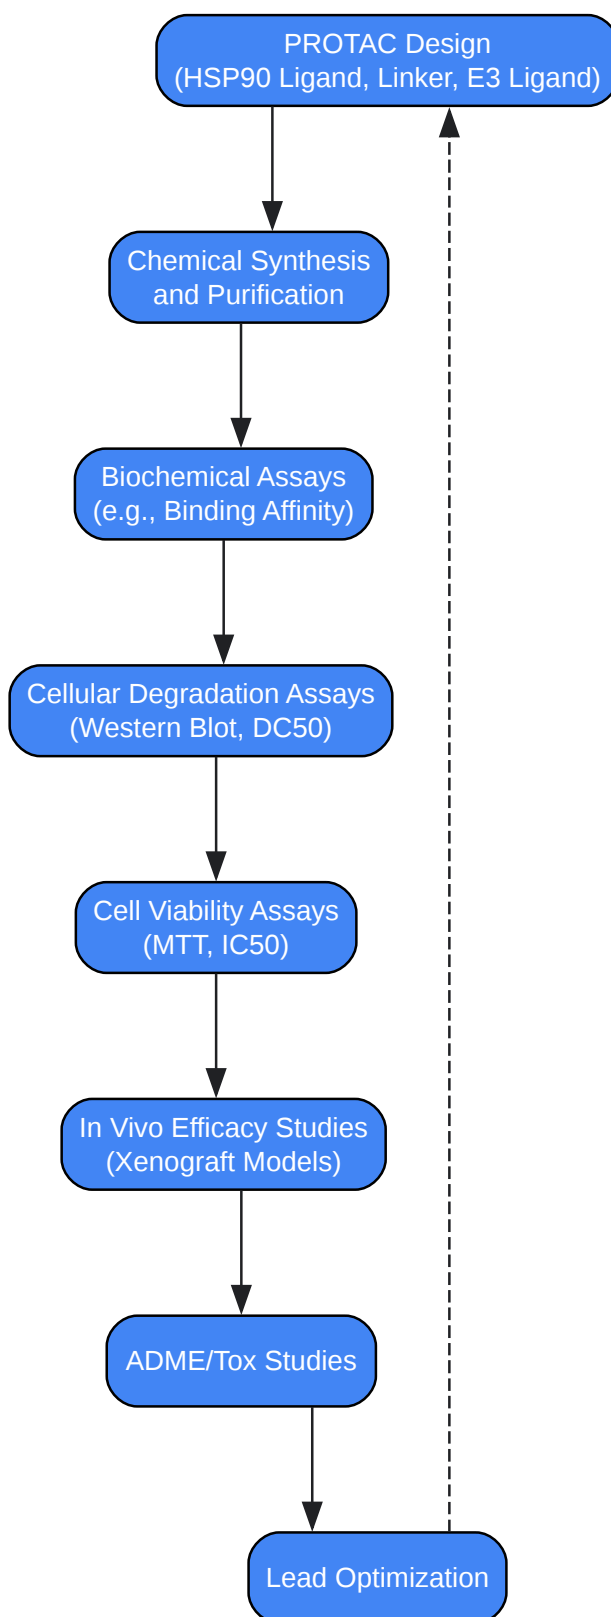 PROTAC Design
(HSP90 Ligand, Linker, E3 Ligand)
Chemical Synthesis
and Purification
Biochemical Assays
(e.g., Binding Affinity)
Cellular Degradation Assays
(Western Blot, DC50)
Cell Viability Assays
(MTT, IC50)
In Vivo Efficacy Studies
(Xenograft Models)
ADME/Tox Studies
Lead Optimization